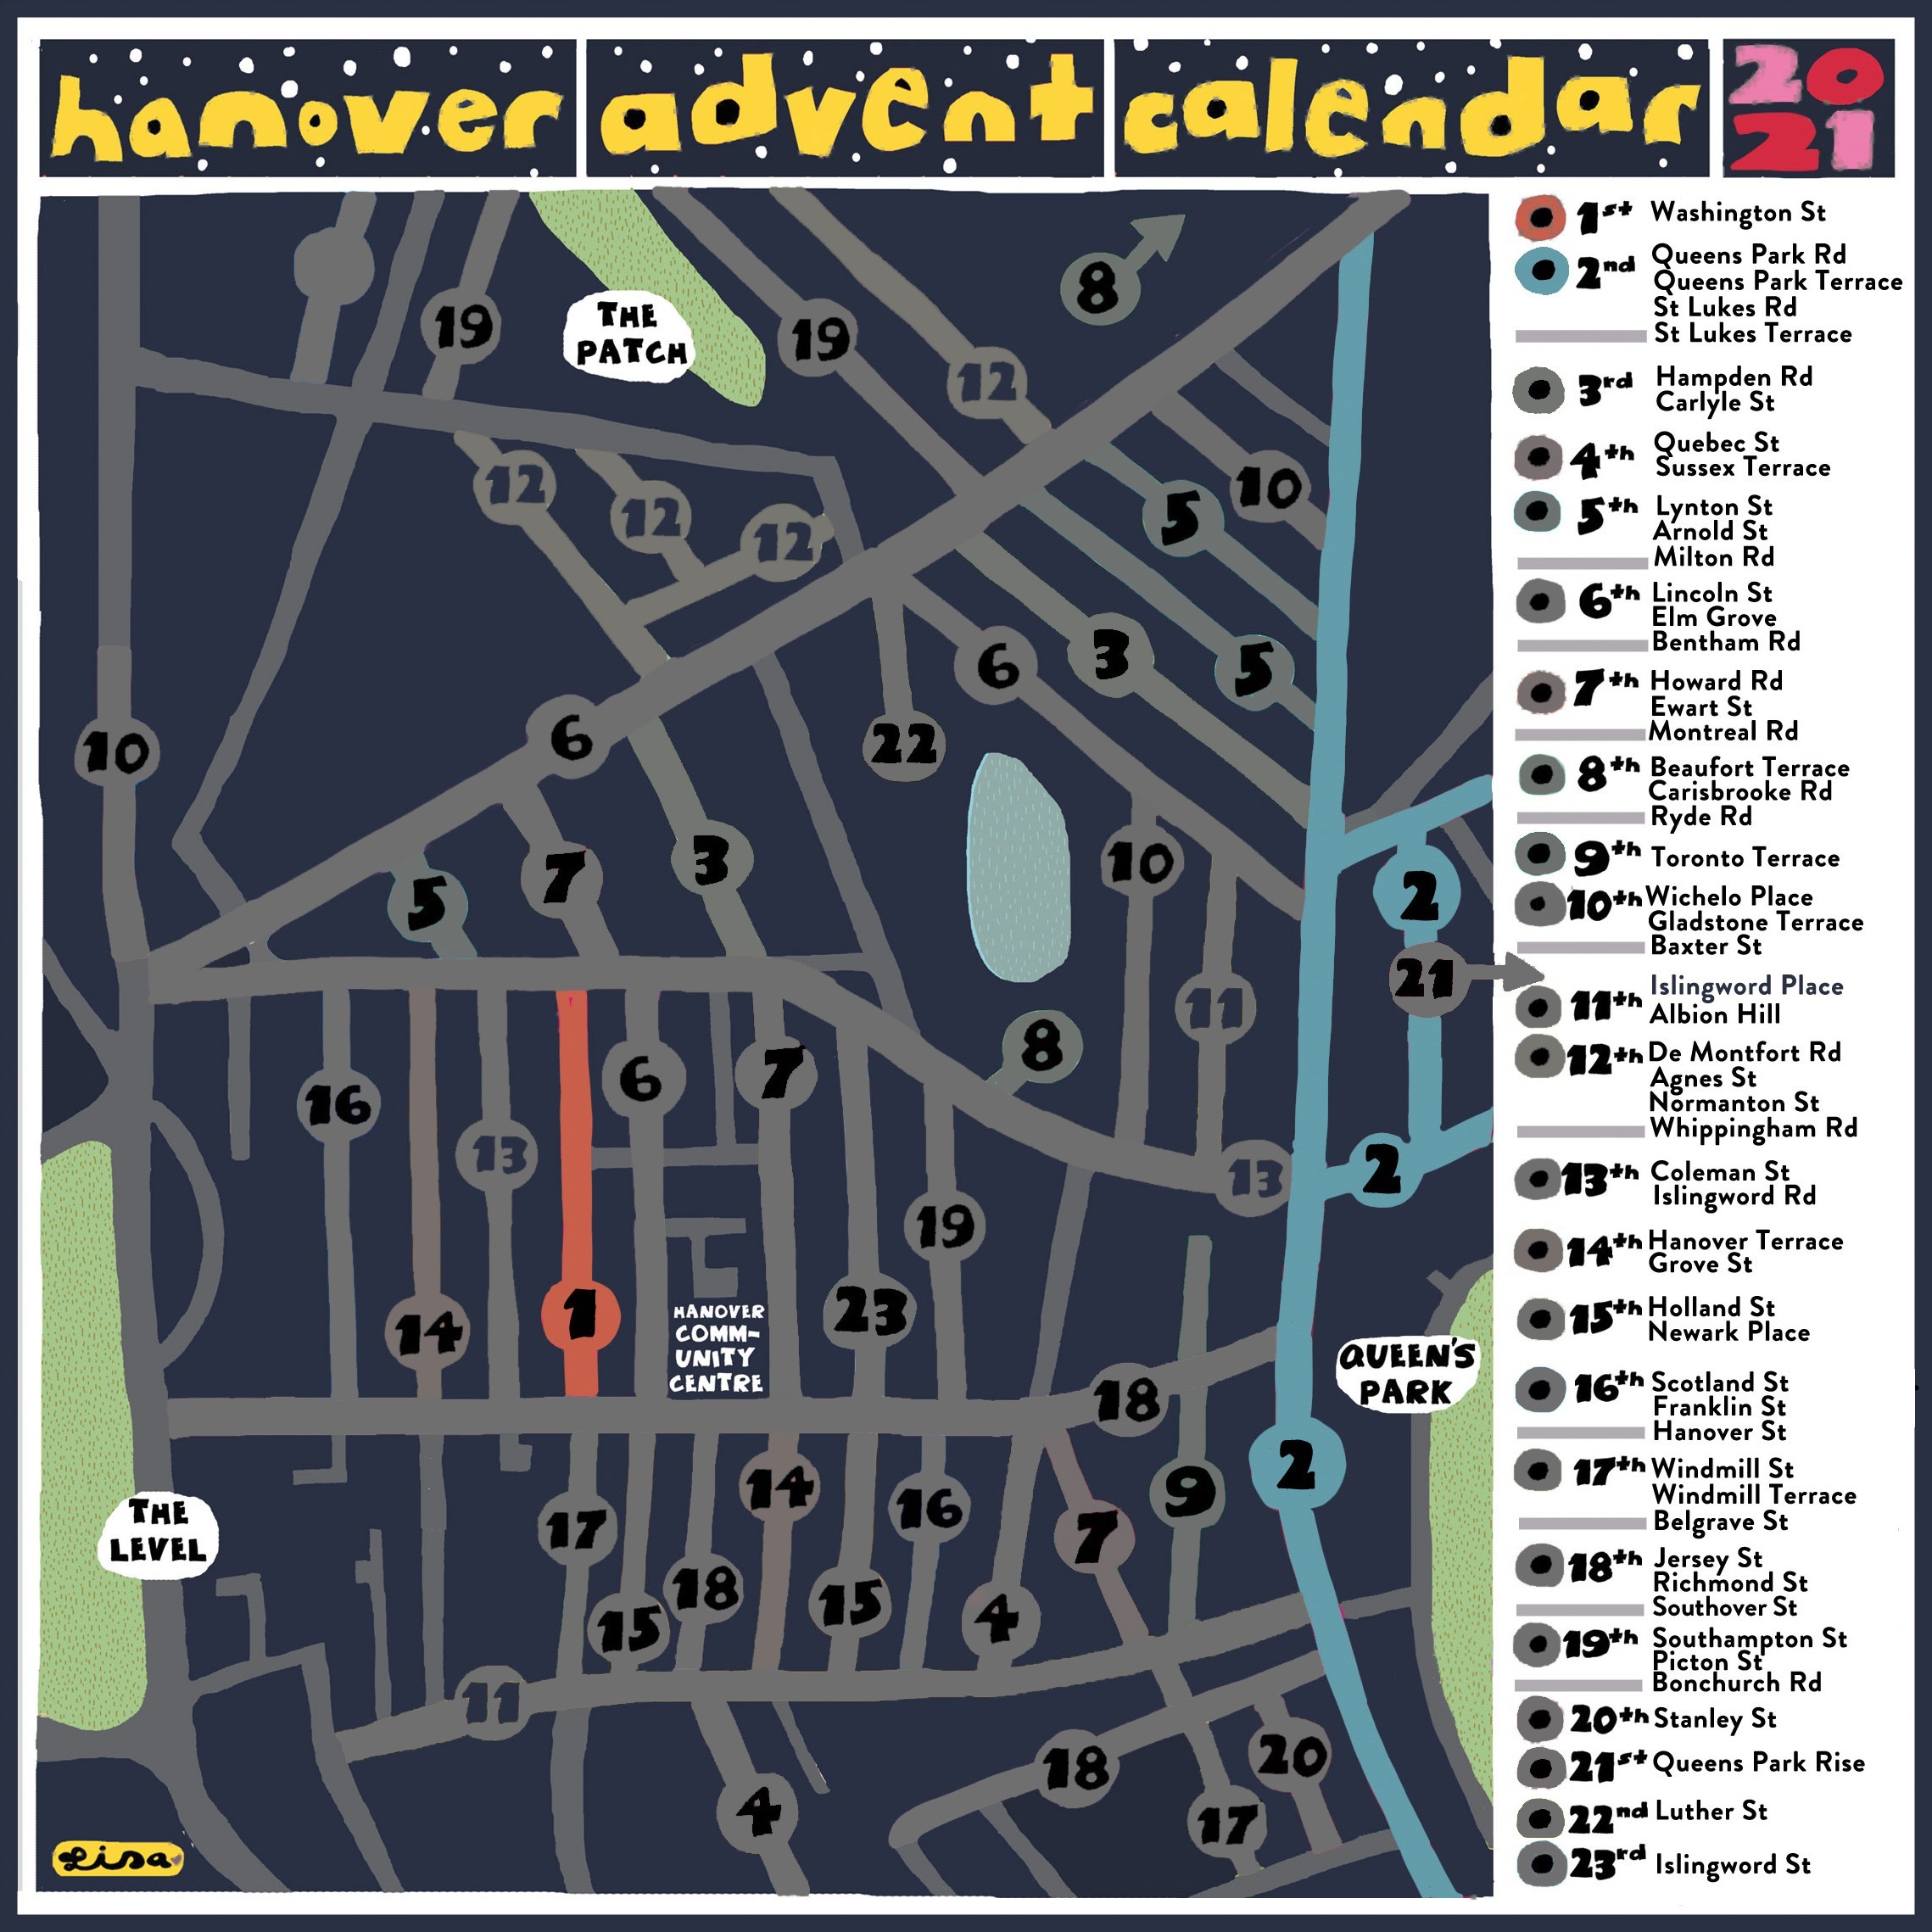 hanover advent calendar 20
21
8
19
THE
PATCH
19
12
12
12
12
10
5
6
3
5
6
22
10
5
7
3
10
2
21
11
8
16
6
7
13
13
2
19
14
1
23
HANOVER
COMM-
UNITY
CENTRE
18
QUEEN'S
PARK
2
THE
LEVEL
17
14
16
7
9
15
18
15
4
11
18
20
4
17
Lisa
1st Washington St
2nd Queens Park Rd
Queens Park Terrace
St Lukes Rd
St Lukes Terrace
3rd Hampden Rd
Carlyle St
4th Quebec St
Sussex Terrace
5th Lynton St
Arnold St
Milton Rd
6th Lincoln St
Elm Grove
Bentham Rd
7th Howard Rd
Ewart St
Montreal Rd
8th Beaufort Terrace
Carisbrooke Rd
Ryde Rd
9th Toronto Terrace
10th Wichelo Place
Gladstone Terrace
Baxter St
Islingword Place
11th Albion Hill
12th De Montfort Rd
Agnes St
Normanton St
Whippingham Rd
13th Coleman St
Islingword Rd
14th Hanover Terrace
Grove St
15th Holland St
Newark Place
16th Scotland St
Franklin St
Hanover St
17th Windmill St
Windmill Terrace
Belgrave St
18th Jersey St
Richmond St
Southover St
19th Southampton St
Picton St
Bonchurch Rd
20th Stanley St
21st Queens Park Rise
22nd Luther St
23rd Islingword St